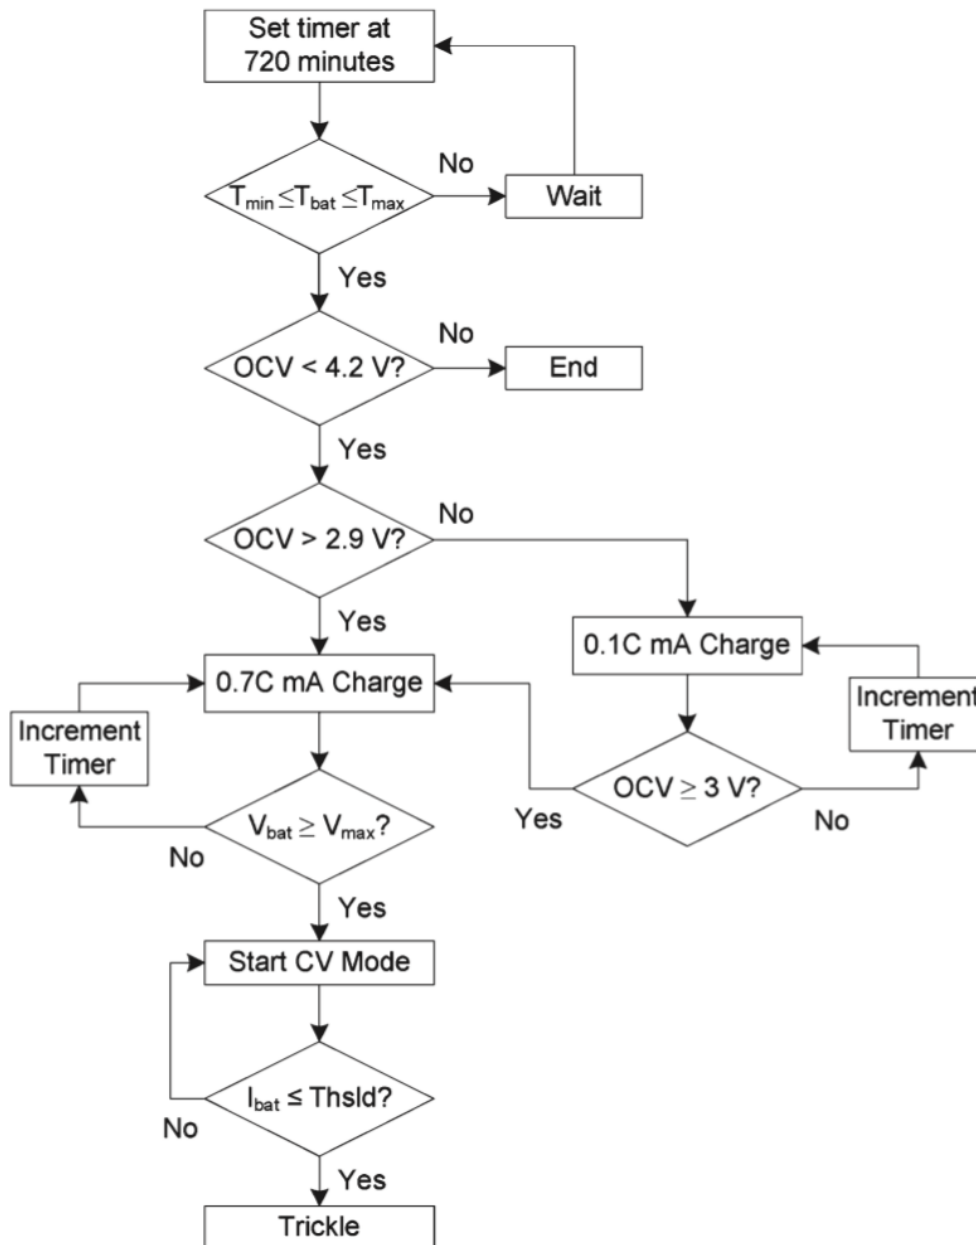 Set timer at
720 minutes
No
Tmin ≤Tbat ≤Tmax
Wait
Yes
No
OCV < 4.2 V?
End
Yes
No
OCV > 2.9 V?
Yes
0.1C mA Charge
0.7C mA Charge
Increment
Timer
Increment
Timer
OCV ≥ 3 V?
Yes
No
Vbat ≥ Vmax?
No
Yes
Start CV Mode
Ibat ≤ Thsld?
No
Yes
Trickle